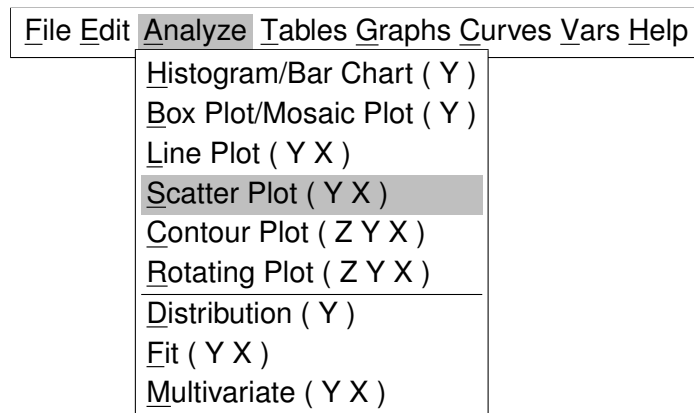 File Edit Analyze Tables Graphs Curves Vars Help
Histogram/Bar Chart ( Y )
Box Plot/Mosaic Plot ( Y )
Line Plot ( Y X )
Scatter Plot ( Y X )
Contour Plot ( Z Y X )
Rotating Plot ( Z Y X )
Distribution ( Y )
Fit ( Y X )
Multivariate ( Y X )